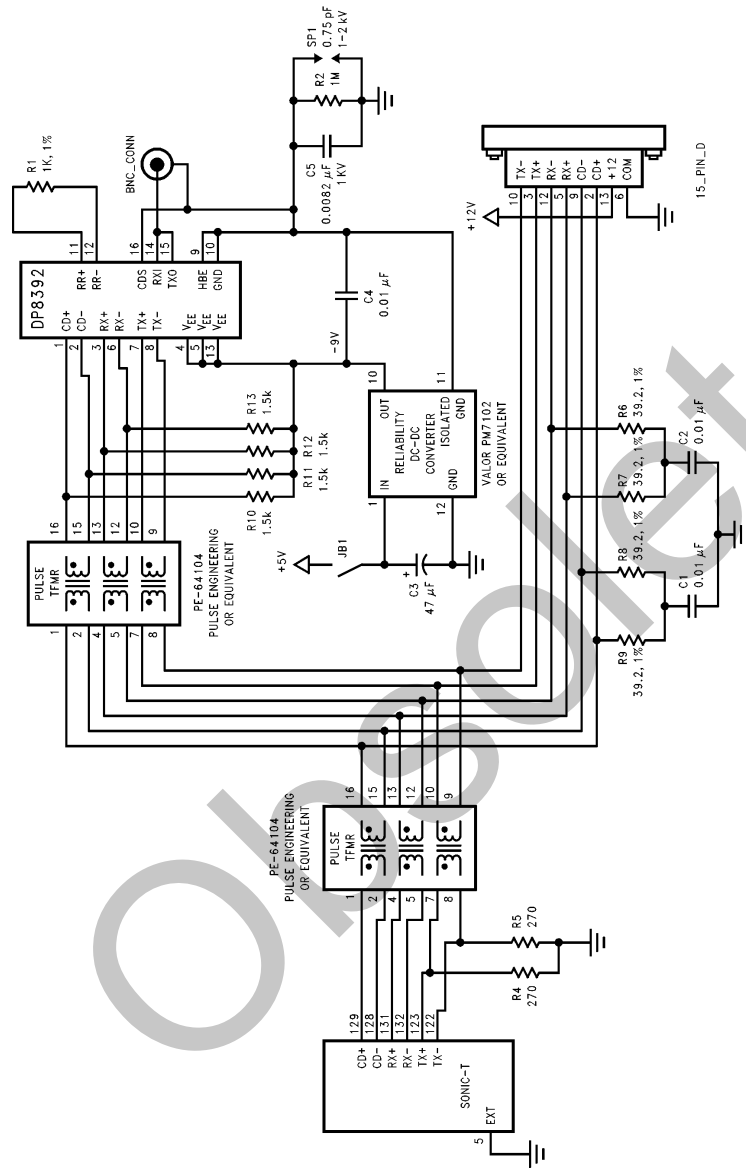 R1
1K, 1%
BNC_CONN
SP1
0.75 pF
1-2 kV
R2
1M
C5
0.0082 µF
1 KV
DP8392
1 CD+
2 CD-
3 RX+
6 RX-
7 TX+
8 TX-
4 VEE
5 VEE
13 VEE
RR+ 11
RR- 12
CDS 16
RXI 14
TXO 15
HBE 9
GND 10
C4
0.01 µF
-9V
R13
1.5k
R12
1.5k
R11
1.5k
R10
1.5k
PULSE
TFMR
1 16
2 15
4 13
5 12
7 10
8 9
PE-64104
PULSE ENGINEERING
OR EQUIVALENT
+5V
JB1
C3
+
47 µF
1 IN
OUT 10
RELIABILITY
DC-DC
CONVERTER
ISOLATED
12 GND
GND 11
VALOR PM7102
OR EQUIVALENT
+12V
10 TX-
3 TX+
12 RX-
5 RX+
9 CD-
2 CD+
13 +12
6 COM
15_PIN_D
R6
39.2, 1%
R7
39.2, 1%
R8
39.2, 1%
R9
39.2, 1%
C2
0.01 µF
C1
0.01 µF
PE-64104
PULSE ENGINEERING
OR EQUIVALENT
PULSE
TFMR
1 16
2 15
4 13
5 12
7 10
8 9
R5
270
R4
270
CD+ 129
CD- 128
RX+ 131
RX- 132
TX+ 123
TX- 122
SONIC-T
EXT
5
Obsolet